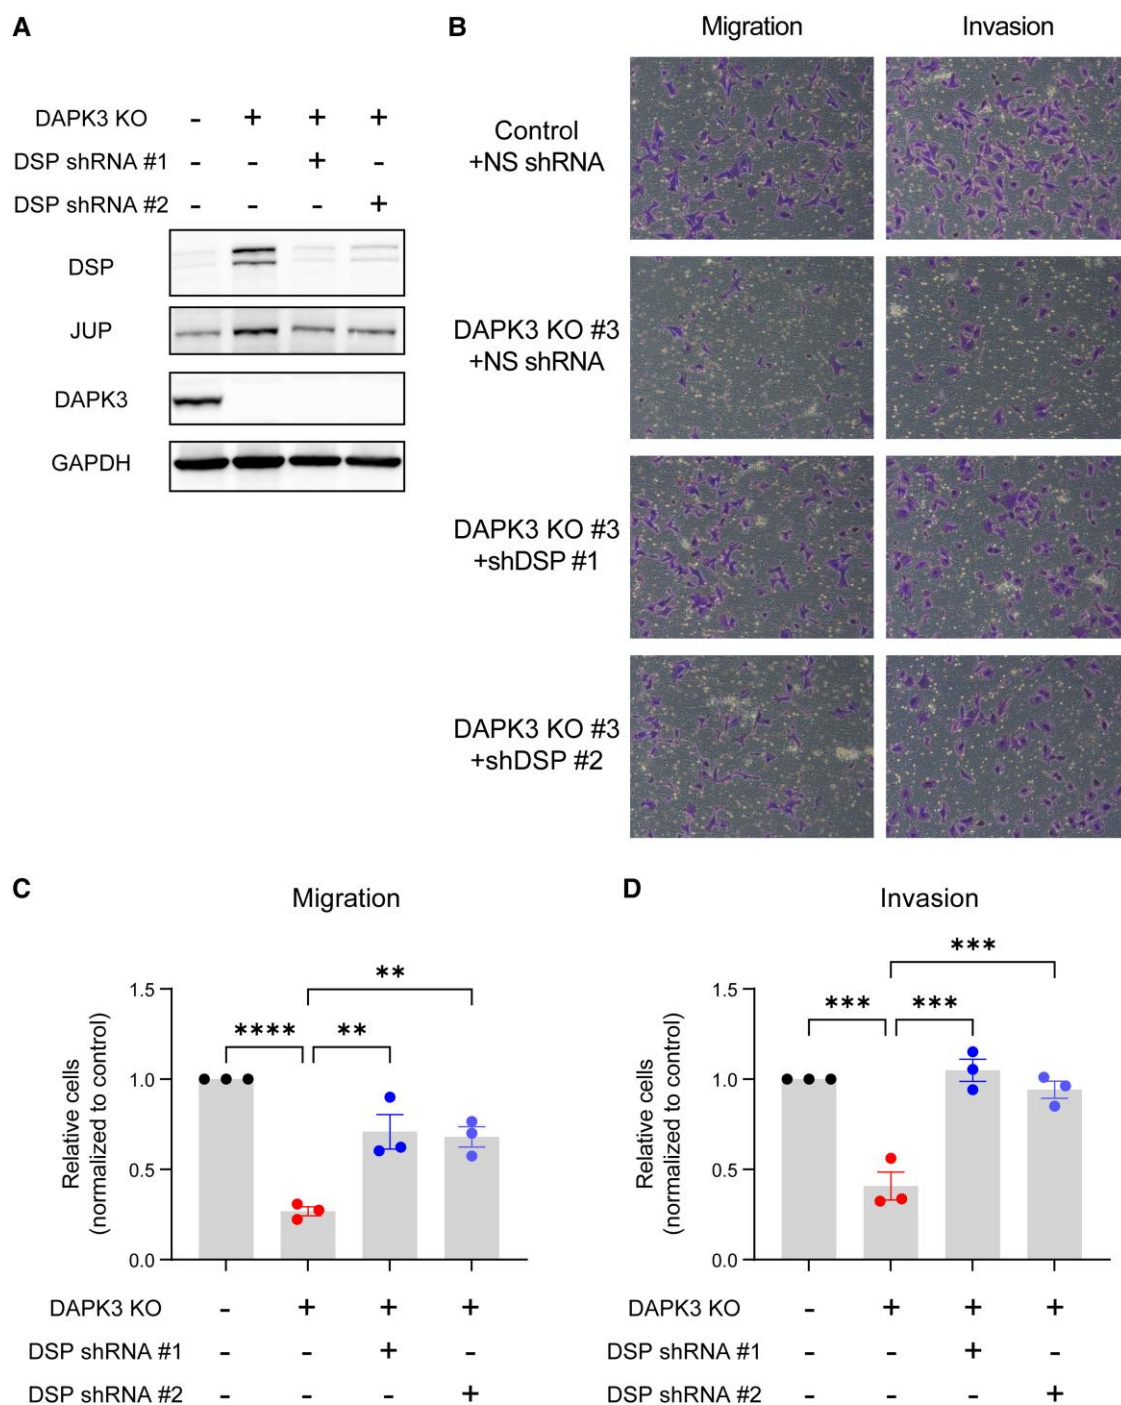 A
DAPK3 KO - + + +
DSP shRNA #1 - - + -
DSP shRNA #2 - - - +
DSP
JUP
DAPK3
GAPDH
B
Migration Invasion
Control
+NS shRNA
DAPK3 KO #3
+NS shRNA
DAPK3 KO #3
+shDSP #1
DAPK3 KO #3
+shDSP #2
C
Migration
Relative cells
(normalized to control)
1.5
1.0
0.5
0.0
**
**** **
DAPK3 KO - + + +
DSP shRNA #1 - - + -
DSP shRNA #2 - - - +
D
Invasion
Relative cells
(normalized to control)
1.5
1.0
0.5
0.0
***
*** ***
DAPK3 KO - + + +
DSP shRNA #1 - - + -
DSP shRNA #2 - - - +